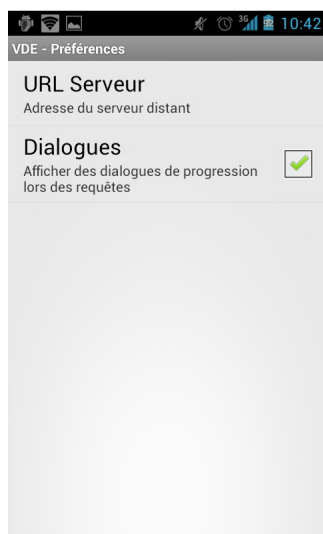 3G 10:42
VDE - Préférences
URL Serveur
Adresse du serveur distant
Dialogues
Afficher des dialogues de progression
lors des requêtes